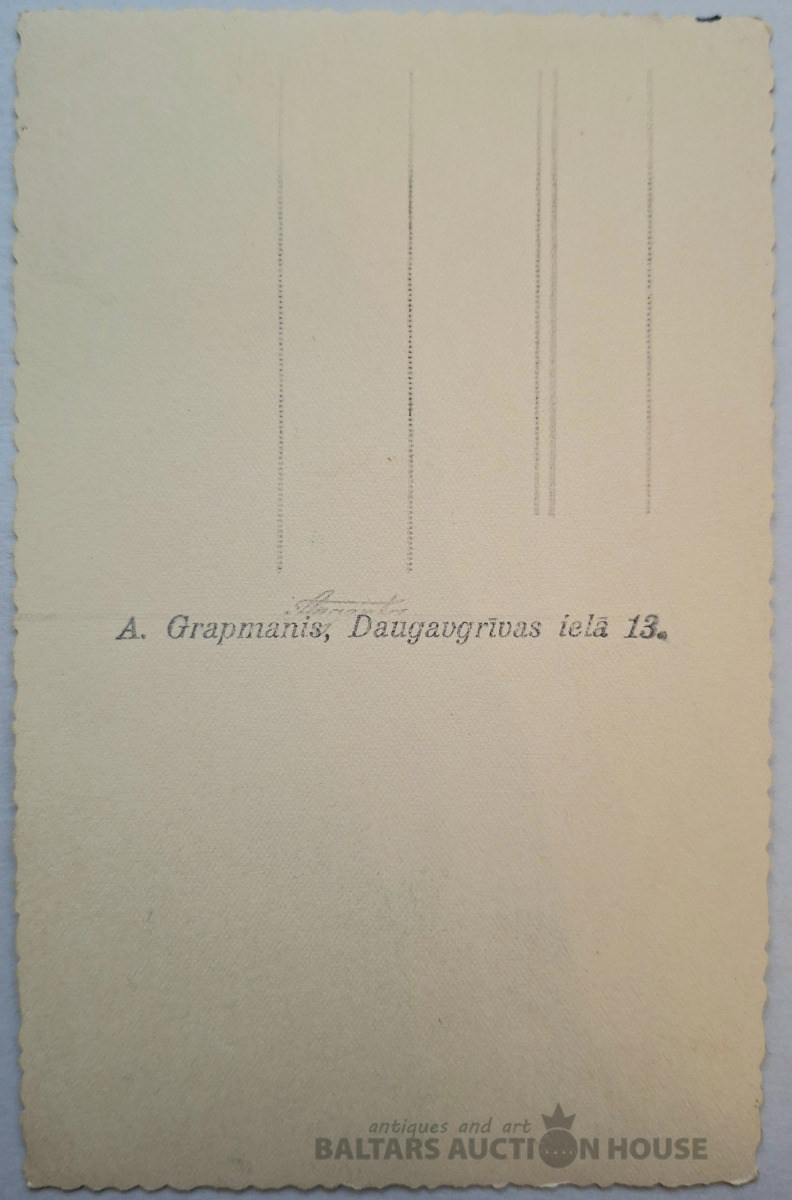 A. Grapmanis, Daugavgrīvas ielā 13.
antiques and art
BALTARS AUCTION HOUSE